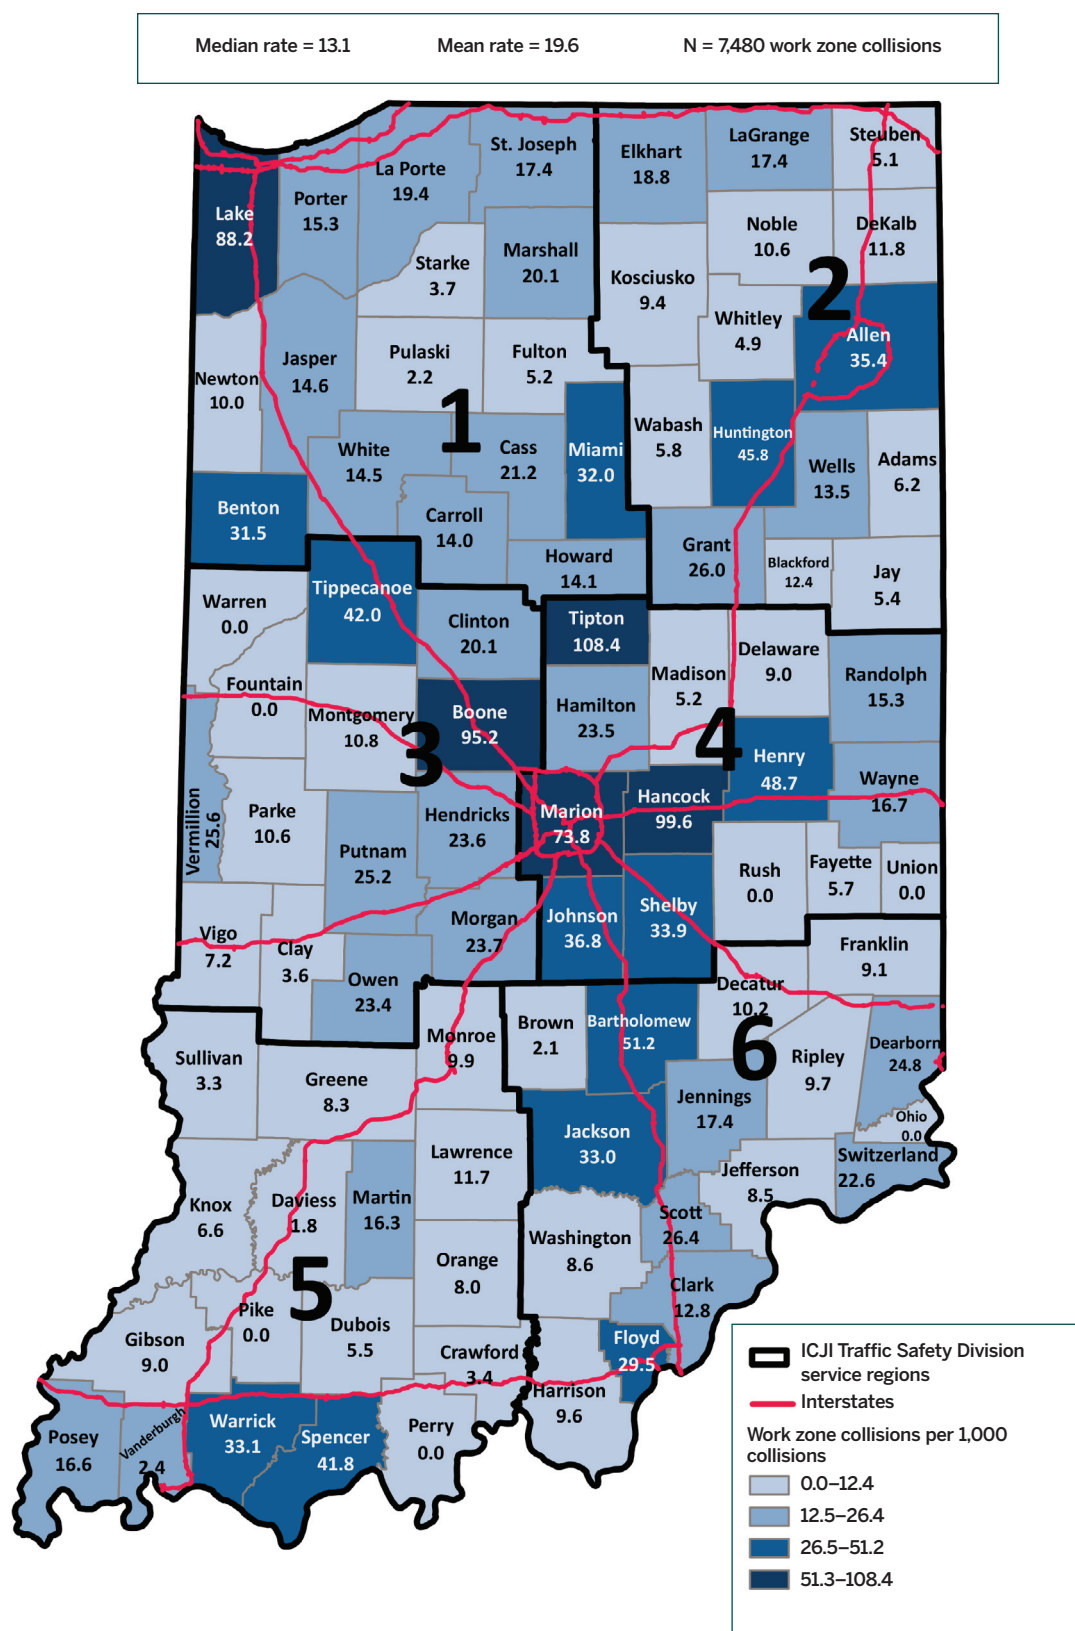 Median rate = 13.1 Mean rate = 19.6 N = 7,480 work zone collisions
Lake
88.2
Porter
15.3
La Porte
19.4
St. Joseph
17.4
Elkhart
18.8
LaGrange
17.4
Steuben
5.1
Starke
3.7
Marshall
20.1
Kosciusko
9.4
Noble
10.6
DeKalb
11.8
2
Whitley
4.9
Allen
35.4
Newton
10.0
Jasper
14.6
Pulaski
2.2
Fulton
5.2
1
White
14.5
Cass
21.2
Miami
32.0
Wabash
5.8
Huntington
45.8
Wells
13.5
Adams
6.2
Benton
31.5
Carroll
14.0
Howard
14.1
Grant
26.0
Blackford
12.4
Jay
5.4
Warren
0.0
Tippecanoe
42.0
Clinton
20.1
Tipton
108.4
Madison
5.2
Delaware
9.0
Randolph
15.3
Fountain
0.0
Montgomery
10.8
3
Boone
95.2
Hamilton
23.5
4
Henry
48.7
Wayne
16.7
Vermillion
25.6
Parke
10.6
Putnam
25.2
Hendricks
23.6
Marion
73.8
Hancock
99.6
Rush
0.0
Fayette
5.7
Union
0.0
Vigo
7.2
Clay
3.6
Owen
23.4
Morgan
23.7
Johnson
36.8
Shelby
33.9
Franklin
9.1
Decatur
10.2
6
Sullivan
3.3
Greene
8.3
Monroe
9.9
Brown
2.1
Bartholomew
51.2
Jennings
17.4
Ripley
9.7
Dearborn
24.8
Ohio
0.0
Switzerland
22.6
Jackson
33.0
Jefferson
8.5
Lawrence
11.7
Knox
6.6
Daviess
1.8
Martin
16.3
Washington
8.6
Scott
26.4
Orange
8.0
Clark
12.8
5
Pike
0.0
Dubois
5.5
Gibson
9.0
Crawford
3.4
Floyd
29.5
Harrison
9.6
Posey
16.6
Vanderburgh
2.4
Warrick
33.1
Spencer
41.8
Perry
0.0
ICJI Traffic Safety Division
service regions
Interstates
Work zone collisions per 1,000
collisions
0.0–12.4
12.5–26.4
26.5–51.2
51.3–108.4